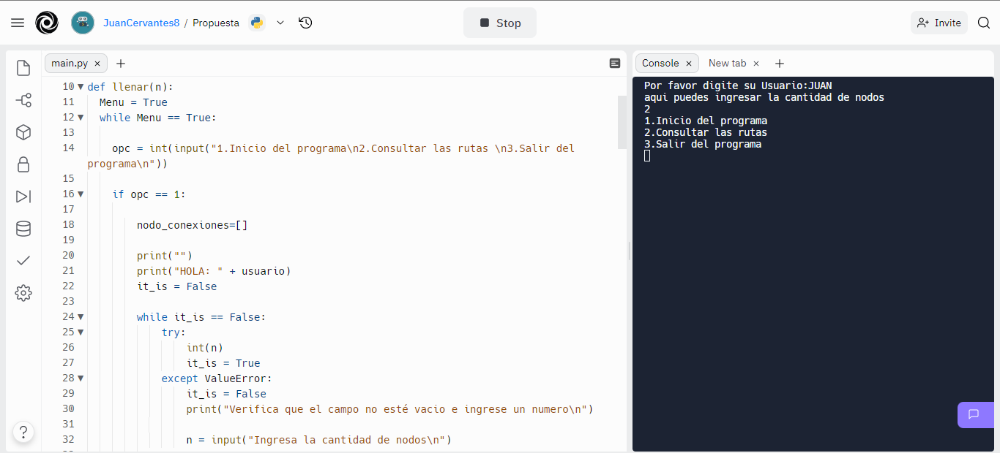 JuanCervantes8 / Propuesta
Stop
Invite
main.py × +
10 def llenar(n):
11 Menu = True
12 while Menu == True:
13
14 opc = int(input("1.Inicio del programa\n2.Consultar las rutas \n3.Salir del
programa\n"))
15
16 if opc == 1:
17
18 nodo_conexiones=[]
19
20 print("")
21 print("HOLA: " + usuario)
22 it_is = False
23
24 while it_is == False:
25 try:
26 int(n)
27 it_is = True
28 except ValueError:
29 it_is = False
30 print("Verifica que el campo no esté vacio e ingrese un numero\n")
31
32 n = input("Ingresa la cantidad de nodos\n")
?
Console × New tab × +
Por favor digite su Usuario:JUAN
aqui puedes ingresar la cantidad de nodos
2
1.Inicio del programa
2.Consultar las rutas
3.Salir del programa